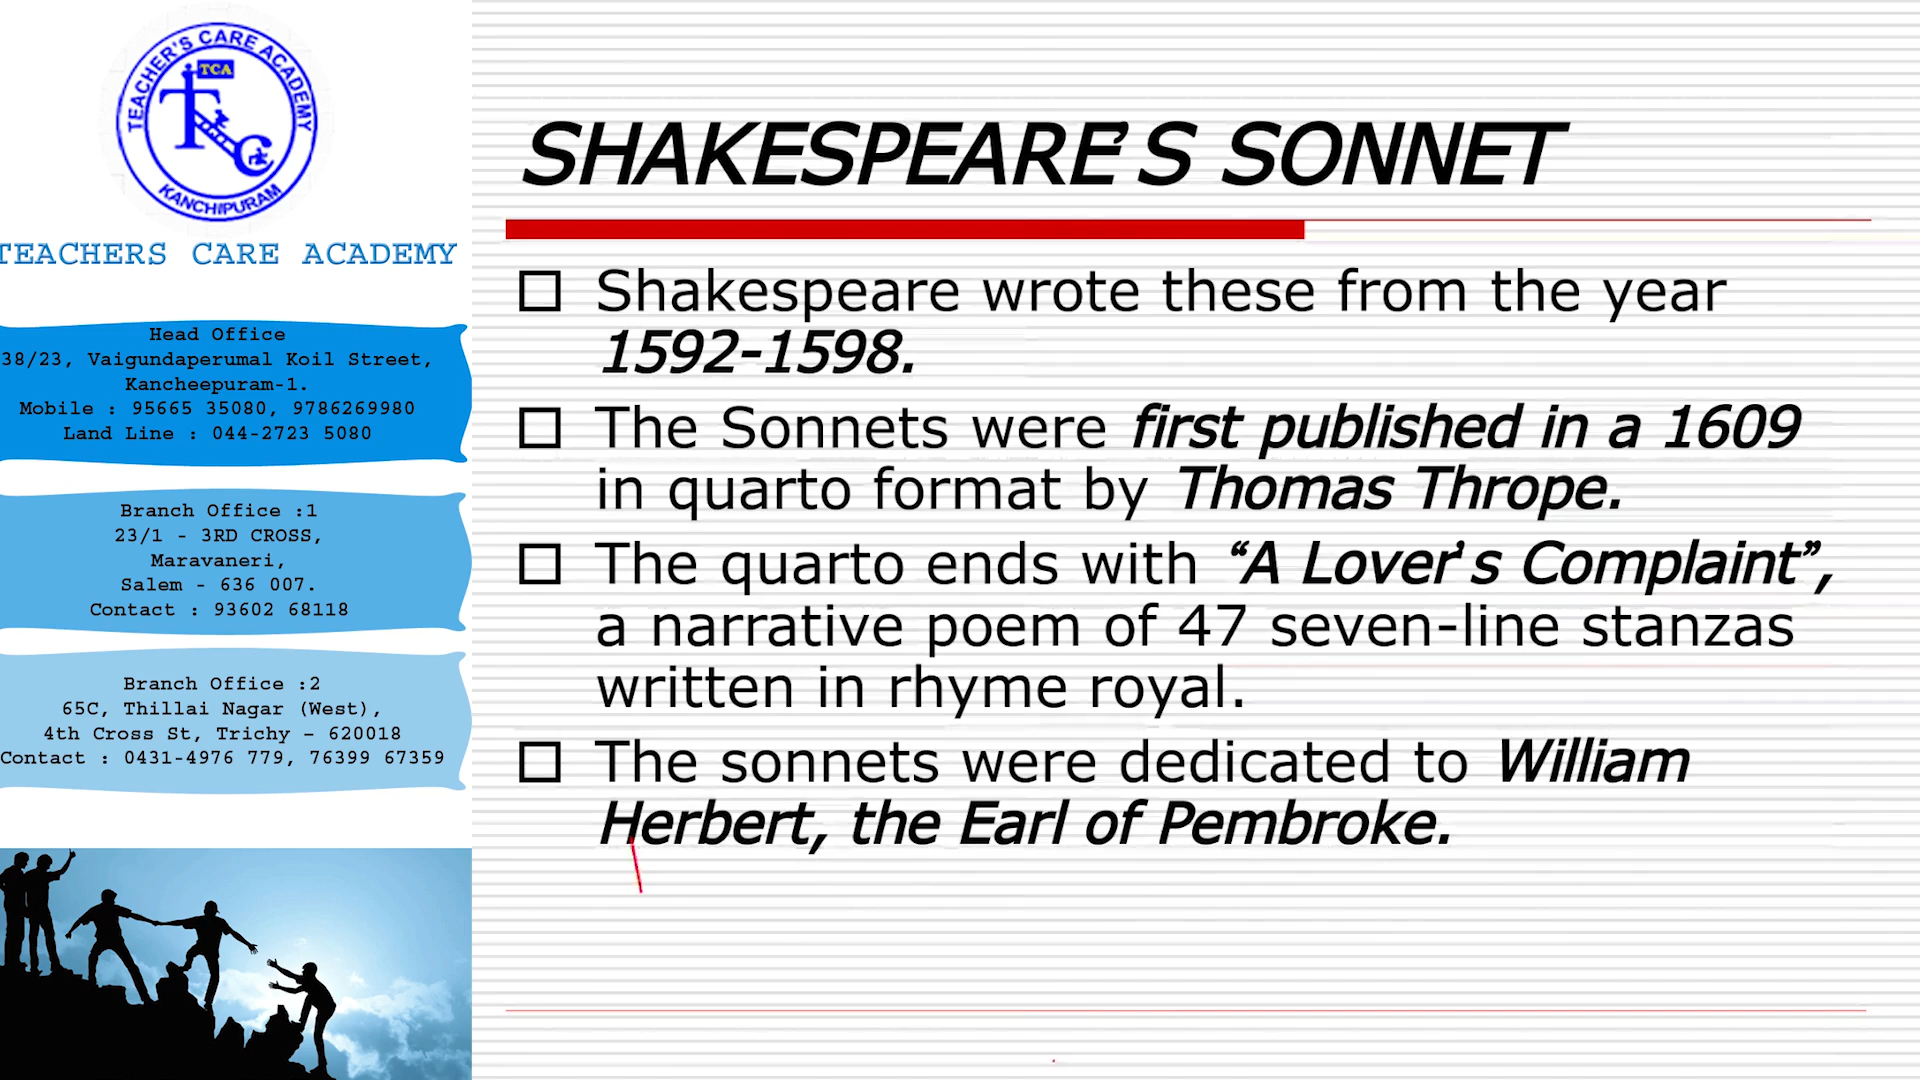 TEACHER'S CARE ACADEMY
TCA
KANCHIPURAM
TEACHERS CARE ACADEMY
Head Office
38/23, Vaigundaperumal Koil Street,
Kancheepuram-1.
Mobile : 95665 35080, 9786269980
Land Line : 044-2723 5080
Branch Office :1
23/1 - 3RD CROSS,
Maravaneri,
Salem - 636 007.
Contact : 93602 68118
Branch Office :2
65C, Thillai Nagar (West),
4th Cross St, Trichy – 620018
Contact : 0431-4976 779, 76399 67359
SHAKESPEARE’S SONNET
Shakespeare wrote these from the year
1592-1598.
The Sonnets were first published in a 1609
in quarto format by Thomas Thrope.
The quarto ends with “A Lover’s Complaint”,
a narrative poem of 47 seven-line stanzas
written in rhyme royal.
The sonnets were dedicated to William
Herbert, the Earl of Pembroke.